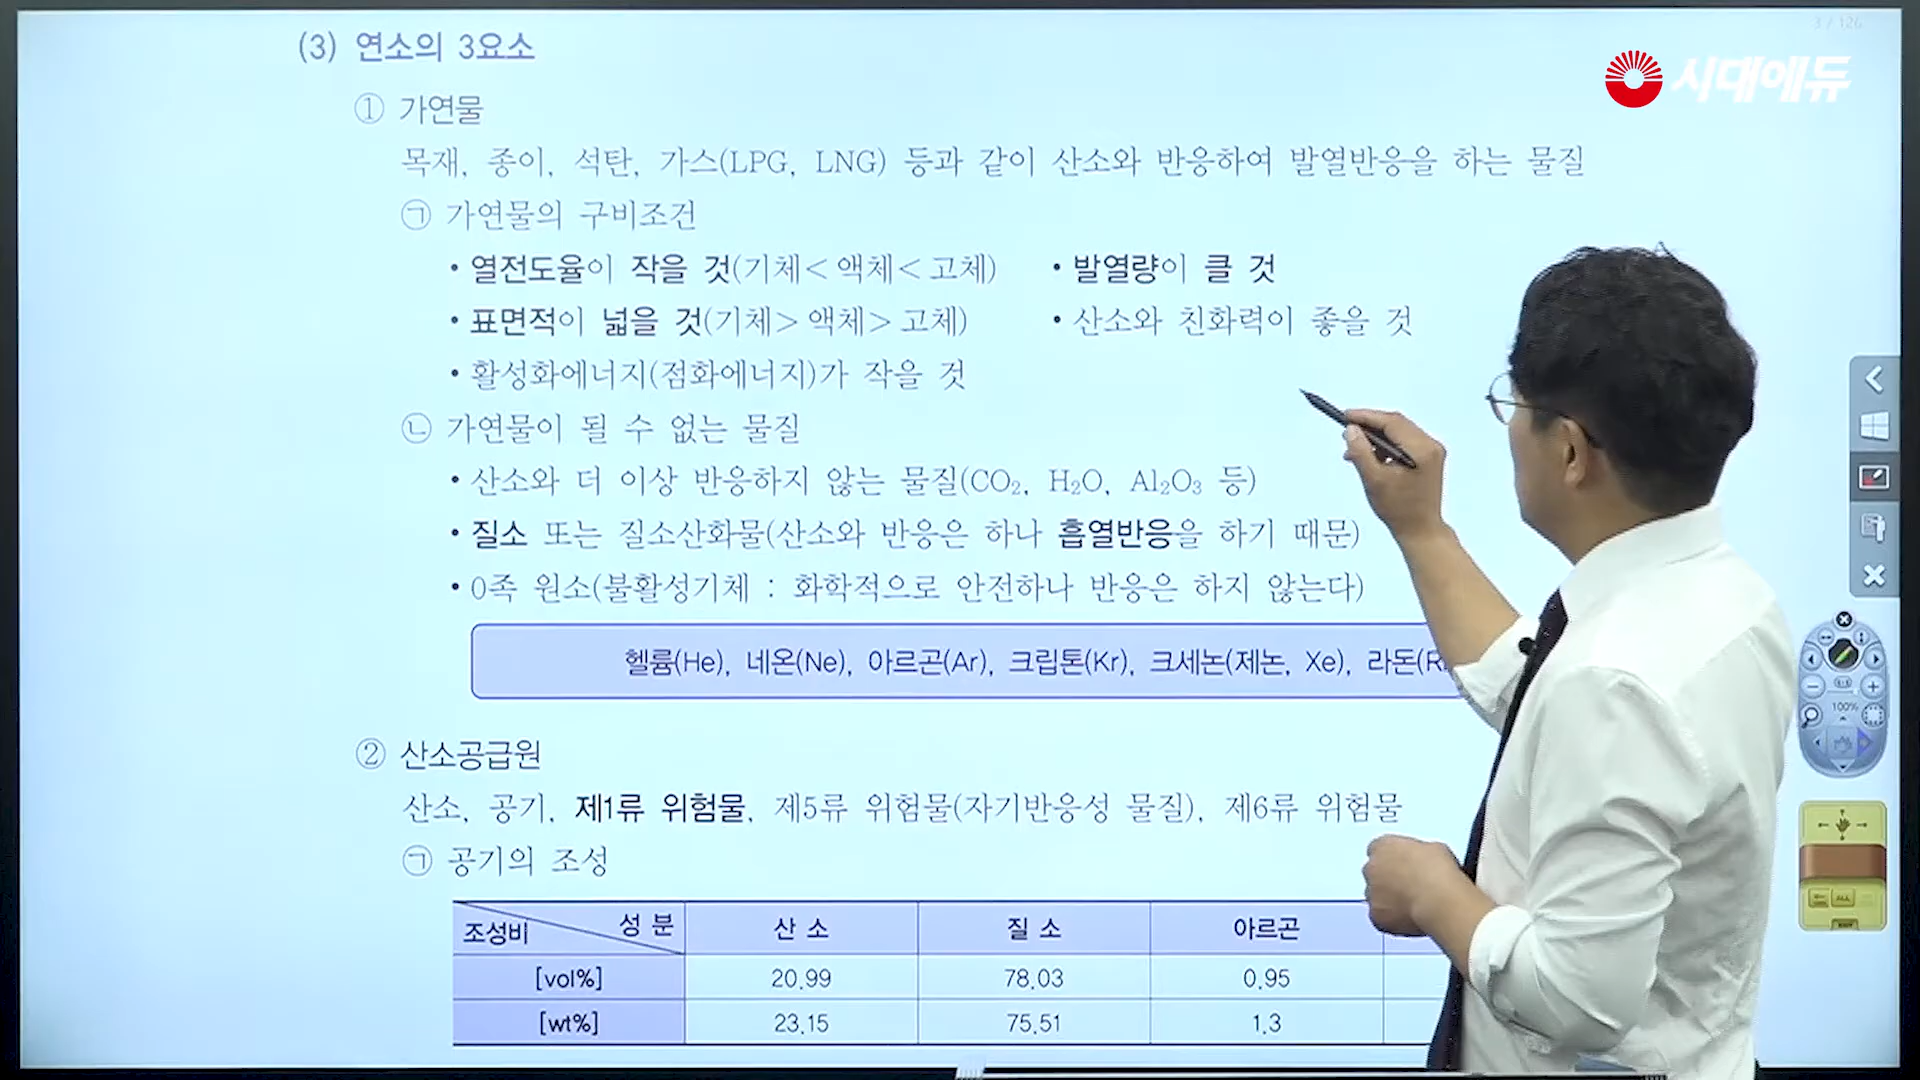 3 / 126
시대에듀
(3) 연소의 3요소
① 가연물
목재, 종이, 석탄, 가스(LPG, LNG) 등과 같이 산소와 반응하여 발열반응을 하는 물질
㉠ 가연물의 구비조건
• 열전도율이 작을 것(기체< 액체< 고체) • 발열량이 클 것
• 표면적이 넓을 것(기체> 액체> 고체) • 산소와 친화력이 좋을 것
• 활성화에너지(점화에너지)가 작을 것
㉡ 가연물이 될 수 없는 물질
• 산소와 더 이상 반응하지 않는 물질(CO₂, H₂O, Al₂O₃ 등)
• 질소 또는 질소산화물(산소와 반응은 하나 흡열반응을 하기 때문)
• 0족 원소(불활성기체 : 화학적으로 안전하나 반응은 하지 않는다)
헬륨(He), 네온(Ne), 아르곤(Ar), 크립톤(Kr), 크세논(제논, Xe), 라돈(R
② 산소공급원
산소, 공기, 제1류 위험물, 제5류 위험물(자기반응성 물질), 제6류 위험물
㉠ 공기의 조성
조성비 성 분 산 소 질 소 아르곤
[vol%] 20.99 78.03 0.95
[wt%] 23.15 75.51 1.3
100%
ALL